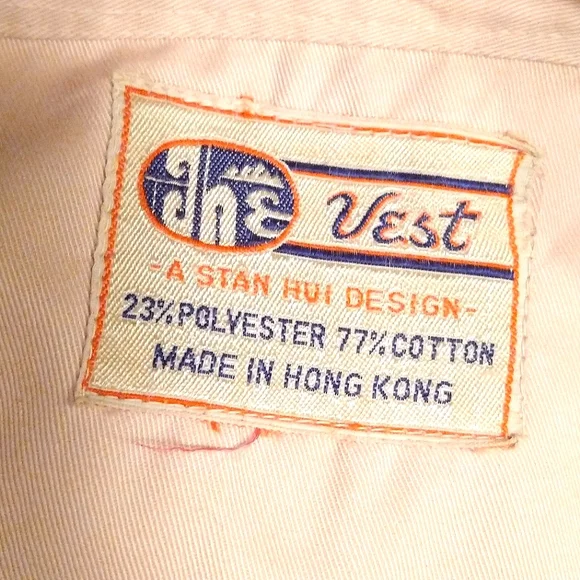 the Vest
-A STAN HUI DESIGN-
23% POLYESTER 77% COTTON
MADE IN HONG KONG